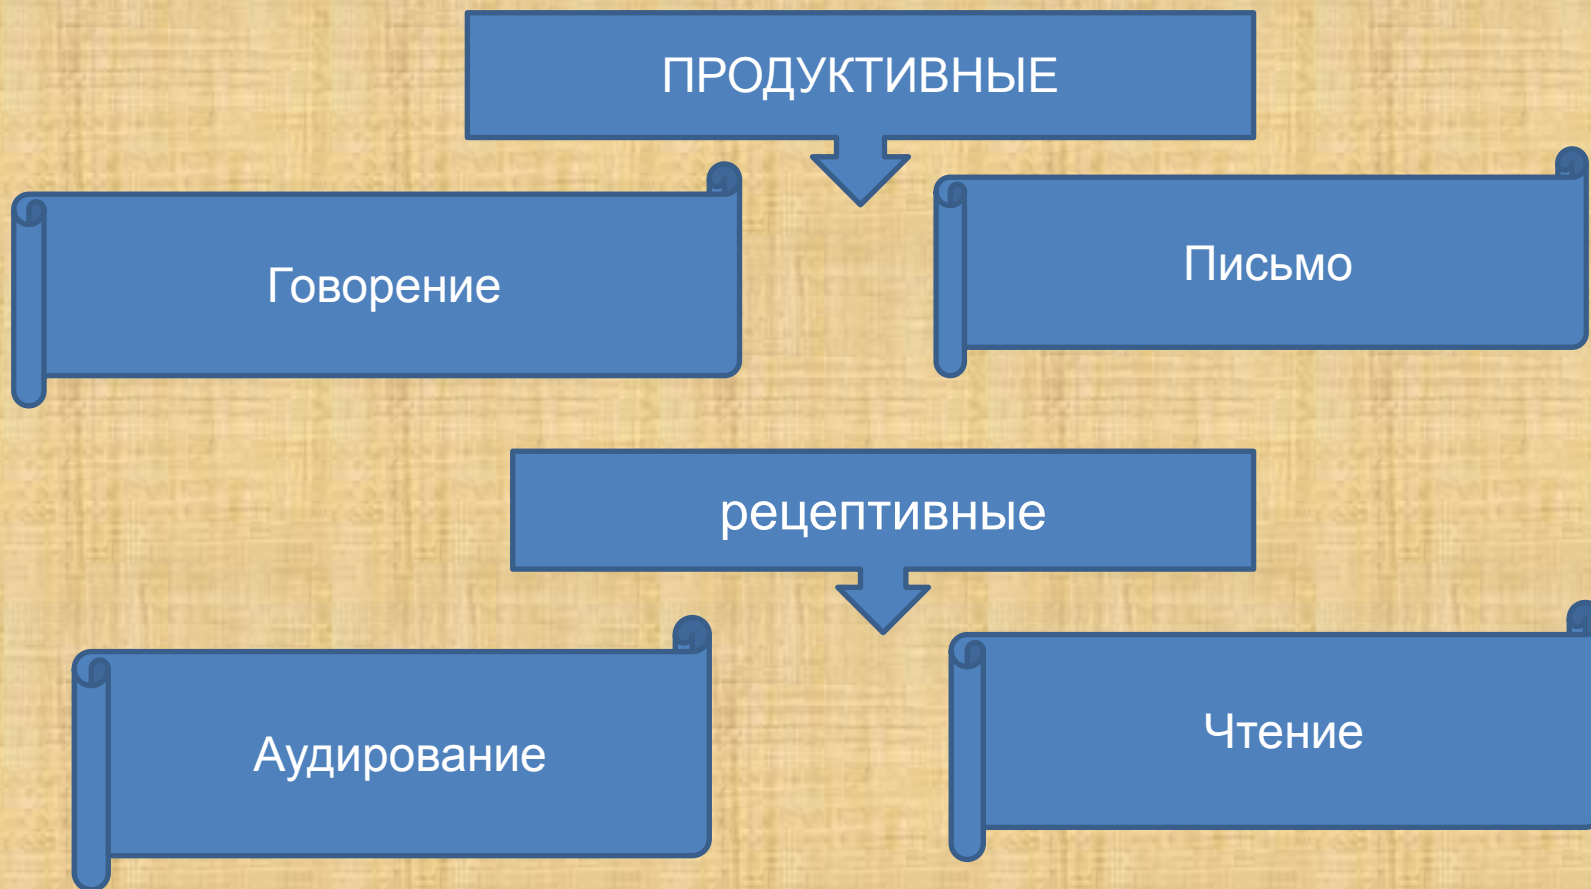 ПРОДУКТИВНЫЕ
Говорение
Письмо
рецептивные
Аудирование
Чтение